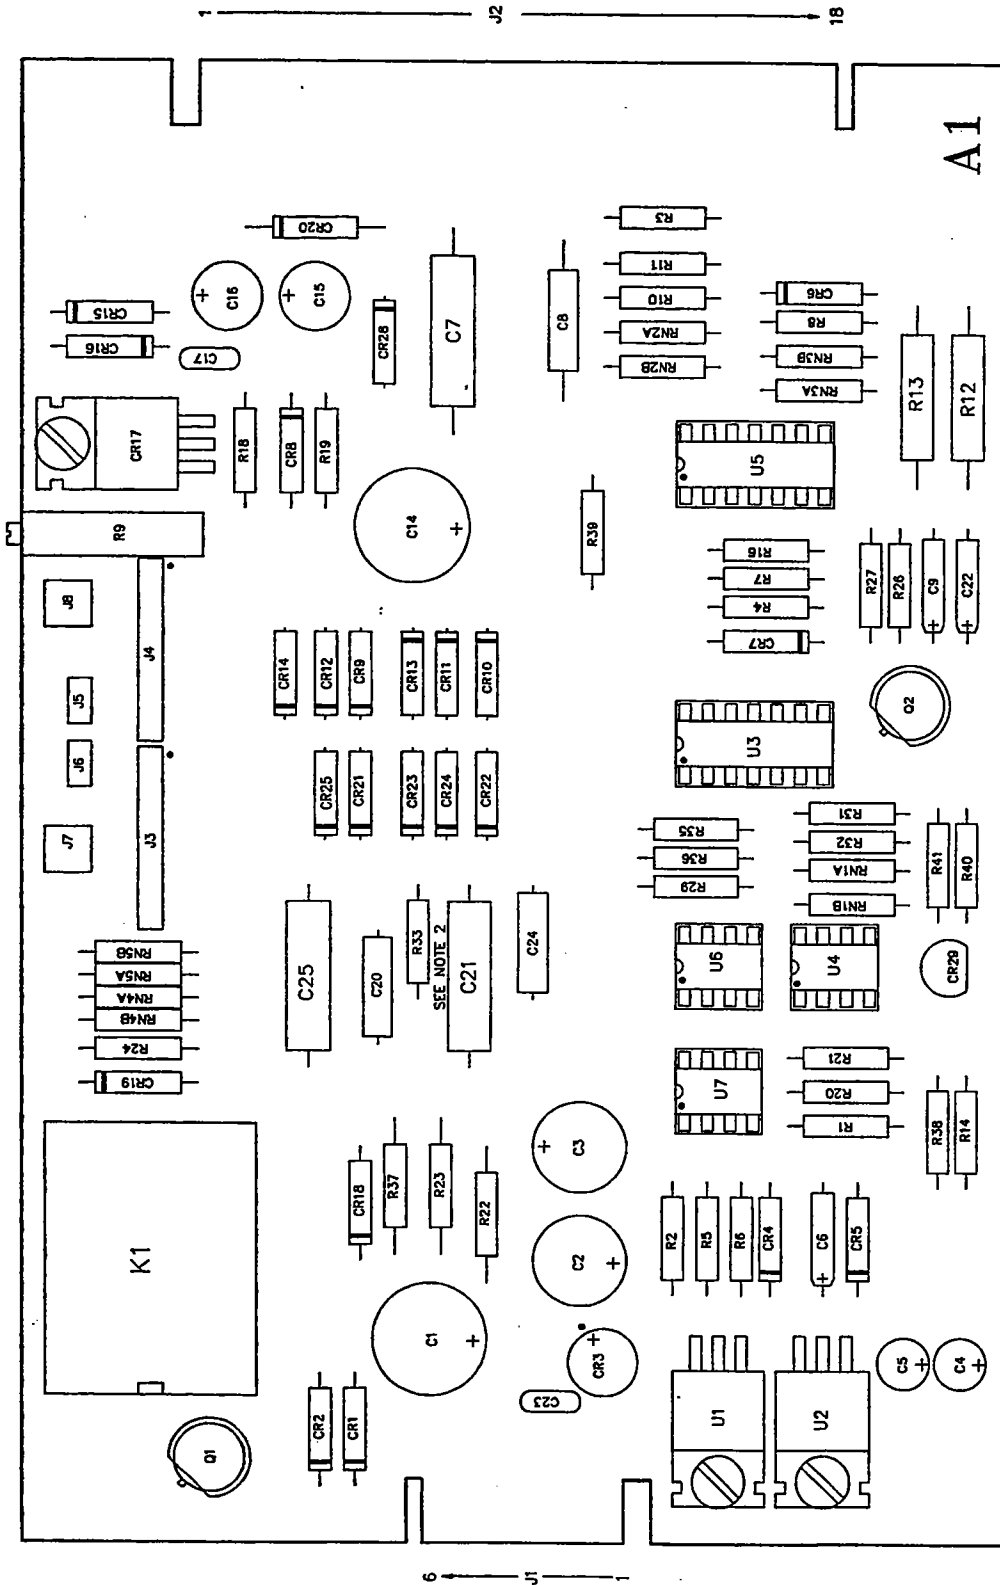 1
J2
18
A1
CR20
R3
R11
R10
RN2A
RN2B
CR15
CR16
C16
C15
C17
CR28
C7
C8
CR6
R8
RN3B
RN3A
R13
R12
CR17
R18
CR8
R19
C14
R39
U5
R9
J8
J5
J4
J6
J7
J3
CR14
CR12
CR9
CR13
CR11
CR10
R16
R7
R4
CR7
R27
R26
C9
C22
Q2
CR25
CR21
CR23
CR24
CR22
U3
R35
R36
R29
R31
R32
RN1A
RN1B
R41
R40
RN5B
RN5A
RN4A
RN4B
R24
CR19
C25
C20
R33
SEE NOTE 2
C21
C24
U6
U4
CR29
U7
R21
R20
R1
R38
R14
K1
CR18
R37
R23
R22
C3
C2
C1
R2
R5
R6
CR4
C6
CR5
CR3
C23
CR2
CR1
Q1
U1
U2
C5
C4
6
J1
1